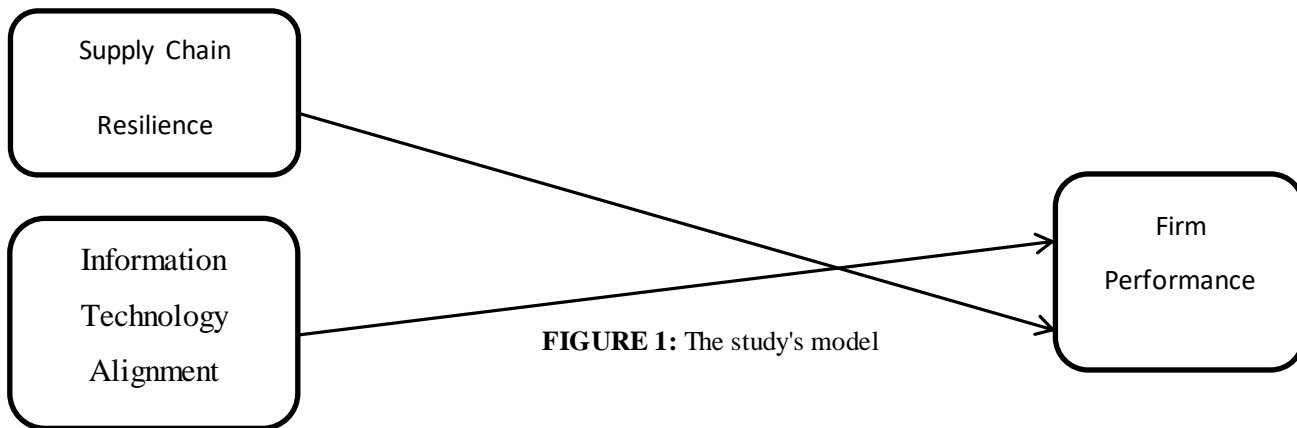 Supply Chain
Resilience
Information
Technology
Alignment
Firm
Performance
FIGURE 1: The study's model